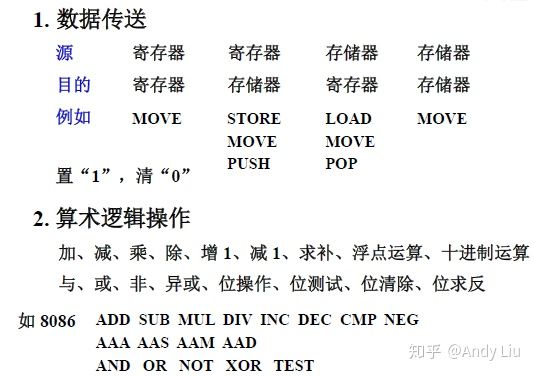 1. 数据传送
源 寄存器 寄存器 存储器 存储器
目的 寄存器 存储器 寄存器 存储器
例如 MOVE STORE LOAD MOVE
MOVE MOVE
PUSH POP
置“1”，清“0”
2. 算术逻辑操作
加、减、乘、除、增 1、减 1、求补、浮点运算、十进制运算
与、或、非、异或、位操作、位测试、位清除、位求反
如 8086 ADD SUB MUL DIV INC DEC CMP NEG
AAA AAS AAM AAD
AND OR NOT XOR TEST
知乎 @Andy Liu